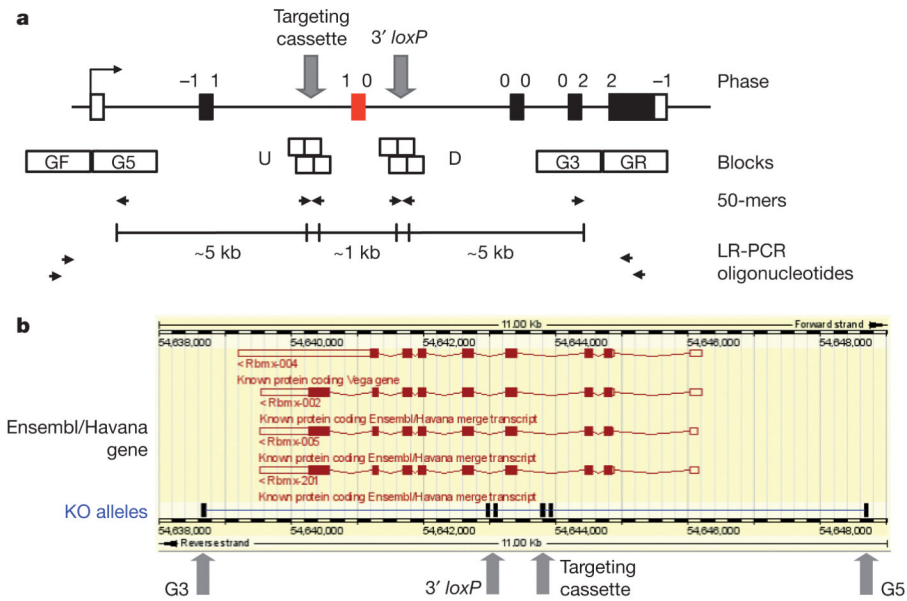 a
Targeting
cassette
3′ loxP
–1 1 1 0 0 0 0 2 2 –1
Phase
GF G5 U D G3 GR
Blocks
50-mers
~5 kb ~1 kb ~5 kb
LR-PCR
oligonucleotides
b
11.00 Kb Forward strand
54,638,000 54,640,000 54,642,000 54,644,000 54,646,000 54,648,000
< Rbmx-004
Known protein coding Vega gene
< Rbmx-002
Known protein coding Ensembl/Havana merge transcript
< Rbmx-005
Known protein coding Ensembl/Havana merge transcript
< Rbmx-201
Known protein coding Ensembl/Havana merge transcript
Ensembl/Havana
gene
KO alleles
54,638,000 54,640,000 54,642,000 54,644,000 54,646,000 54,648,000
Reverse strand 11.00 Kb
G3
3′ loxP
Targeting
cassette
G5